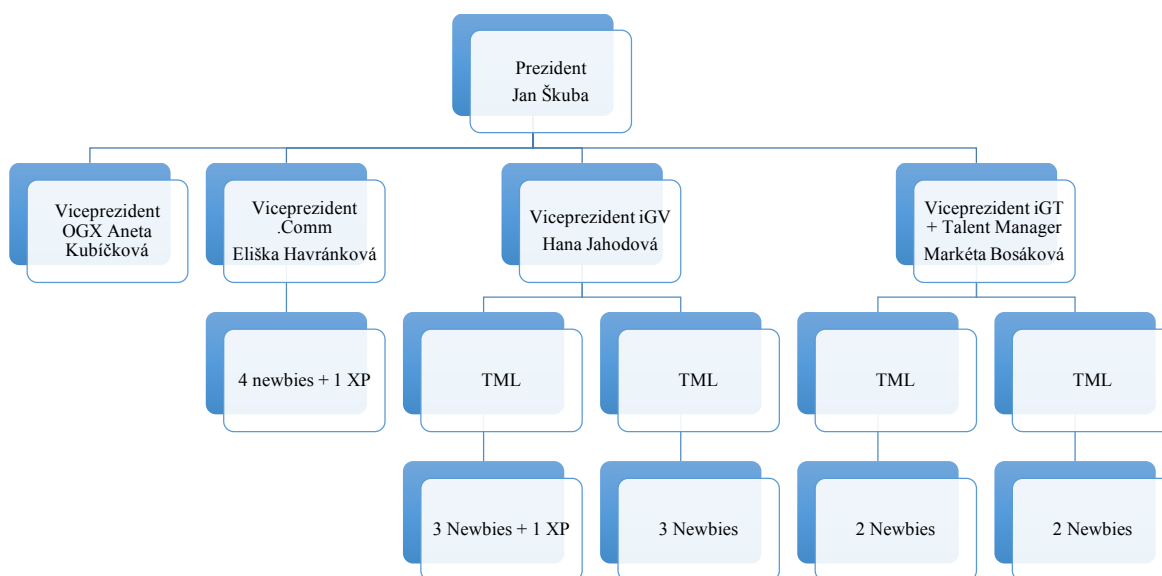 Prezident
Jan Škuba
Viceprezident
OGX Aneta
Kubíčková
Viceprezident
.Comm
Eliška Havránková
Viceprezident iGV
Hana Jahodová
Viceprezident iGT
+ Talent Manager
Markéta Bosáková
4 newbies + 1 XP
TML
TML
TML
TML
3 Newbies + 1 XP
3 Newbies
2 Newbies
2 Newbies